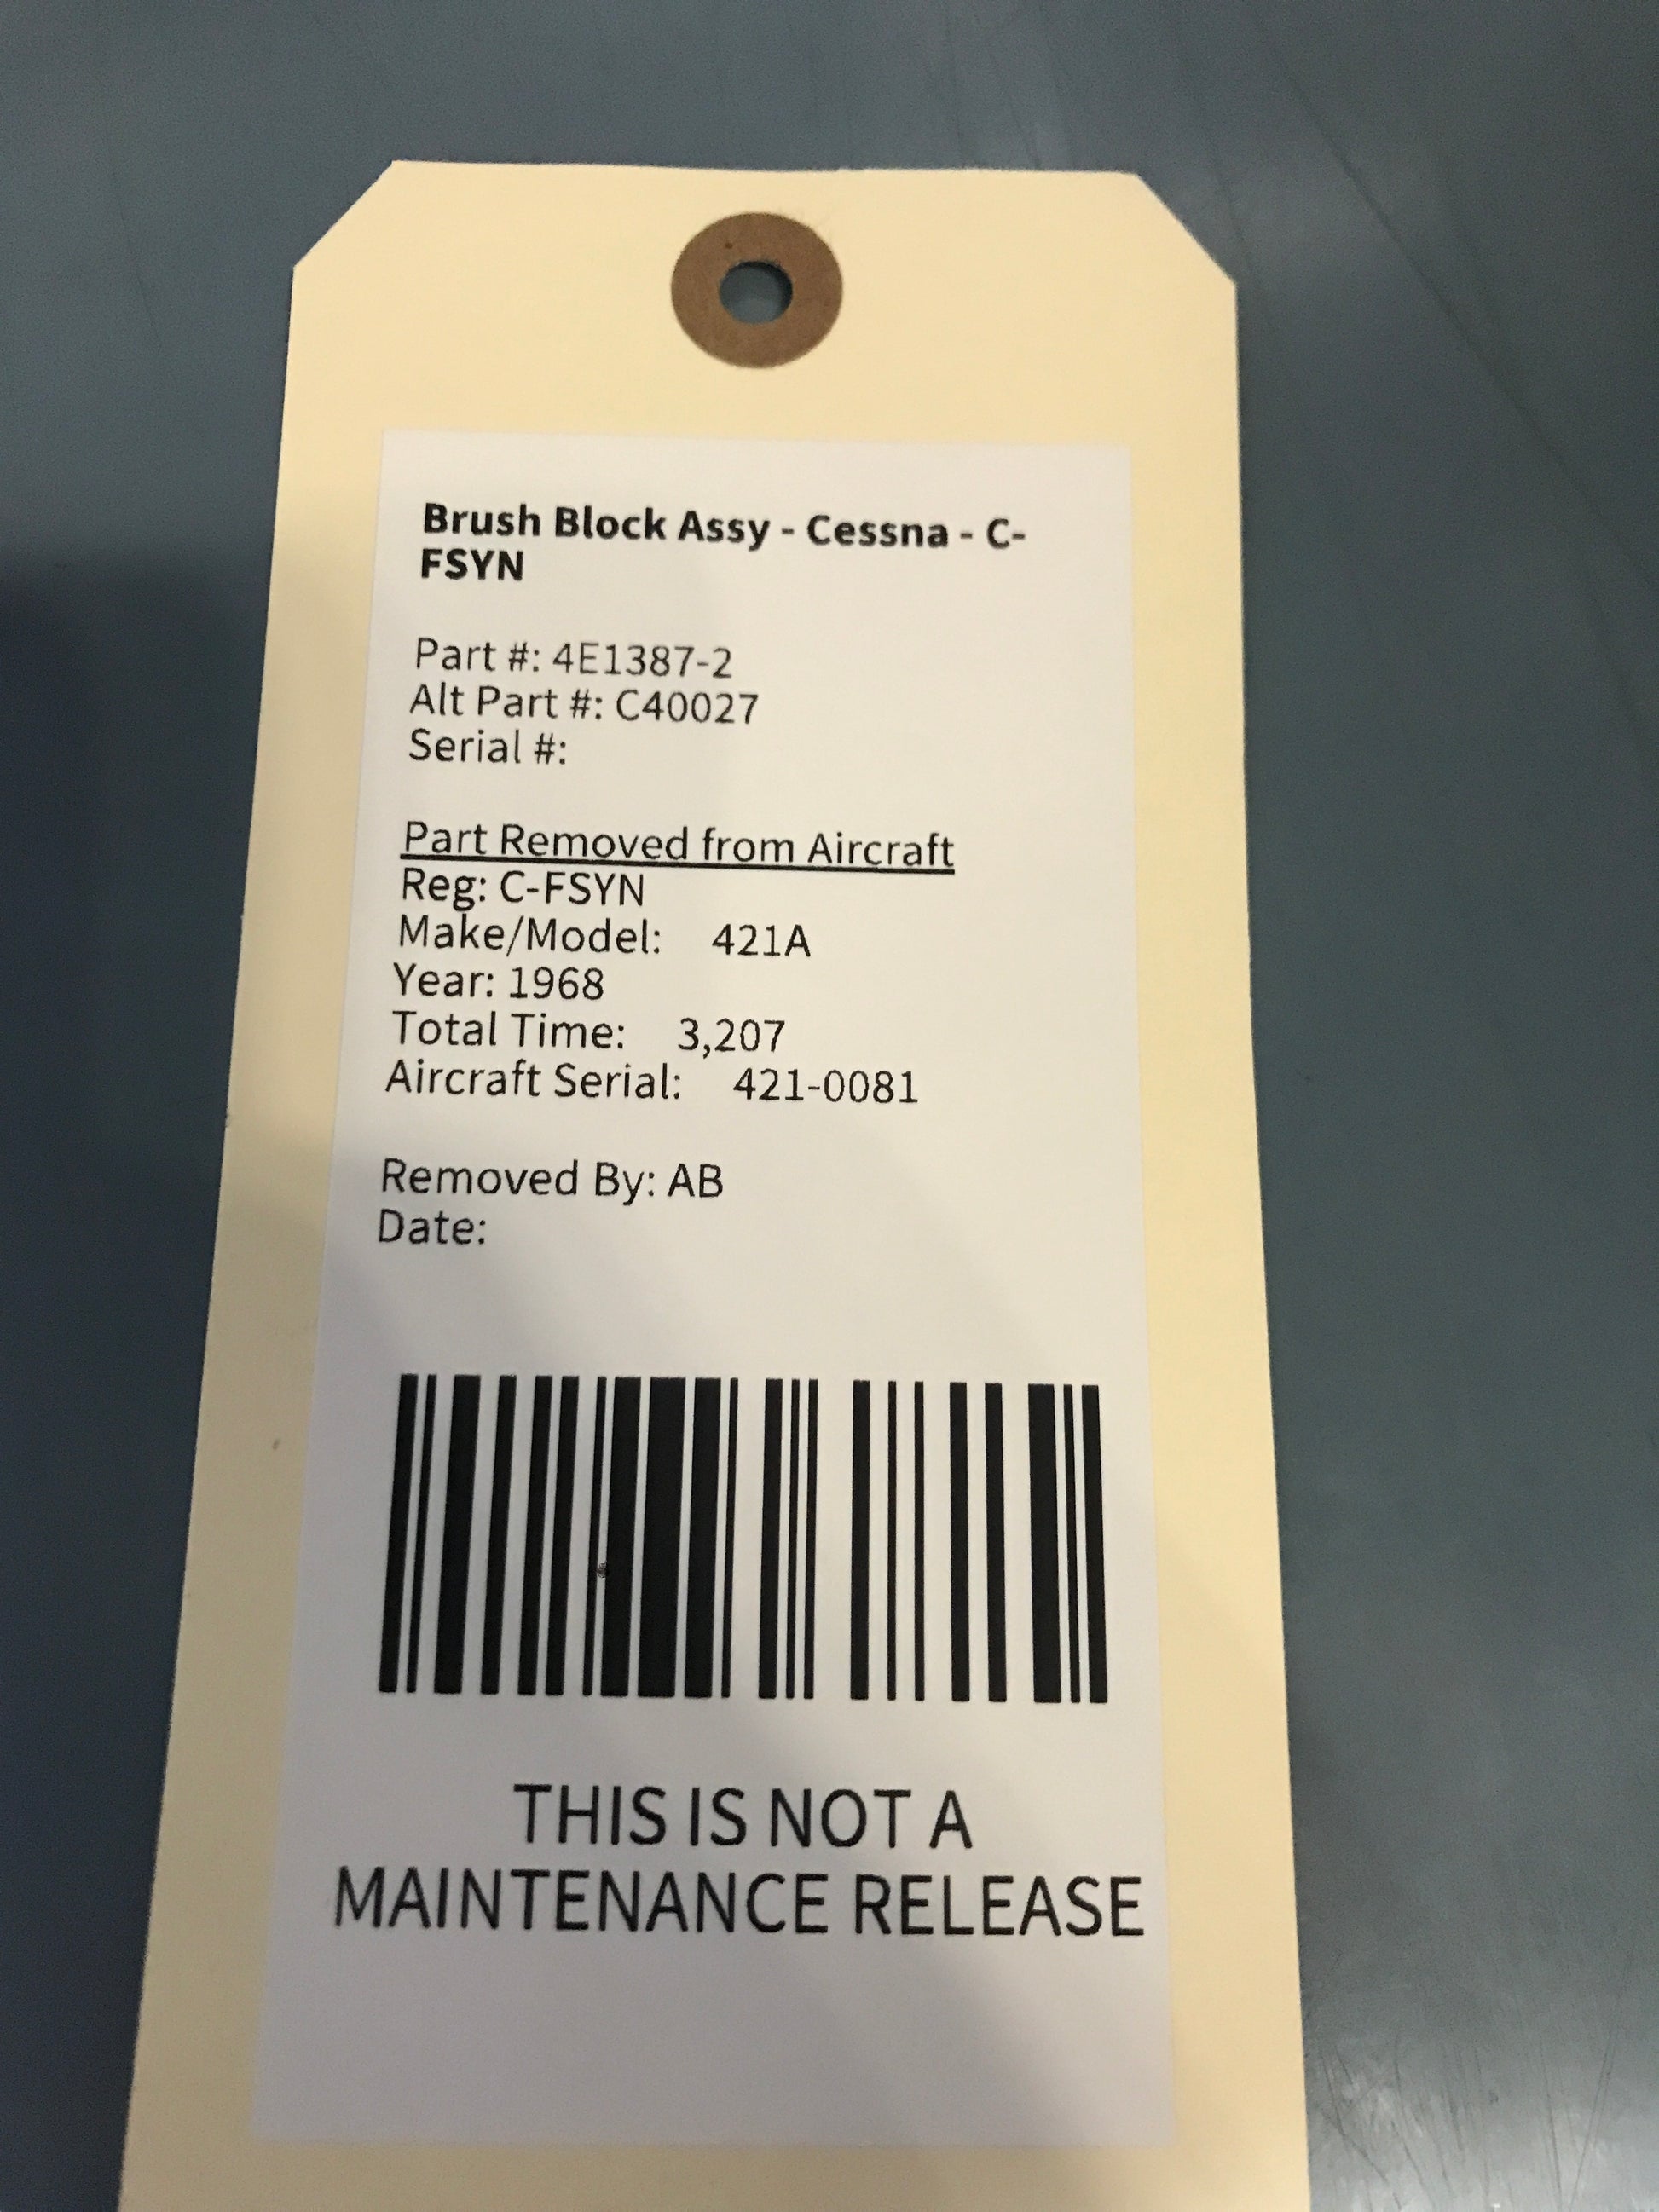 Brush Block Assy - Cessna - C-
FSYN
Part #: 4E1387-2
Alt Part #: C40027
Serial #:
Part Removed from Aircraft
Reg: C-FSYN
Make/Model: 421A
Year: 1968
Total Time: 3,207
Aircraft Serial: 421-0081
Removed By: AB
Date:
THIS IS NOT A
MAINTENANCE RELEASE